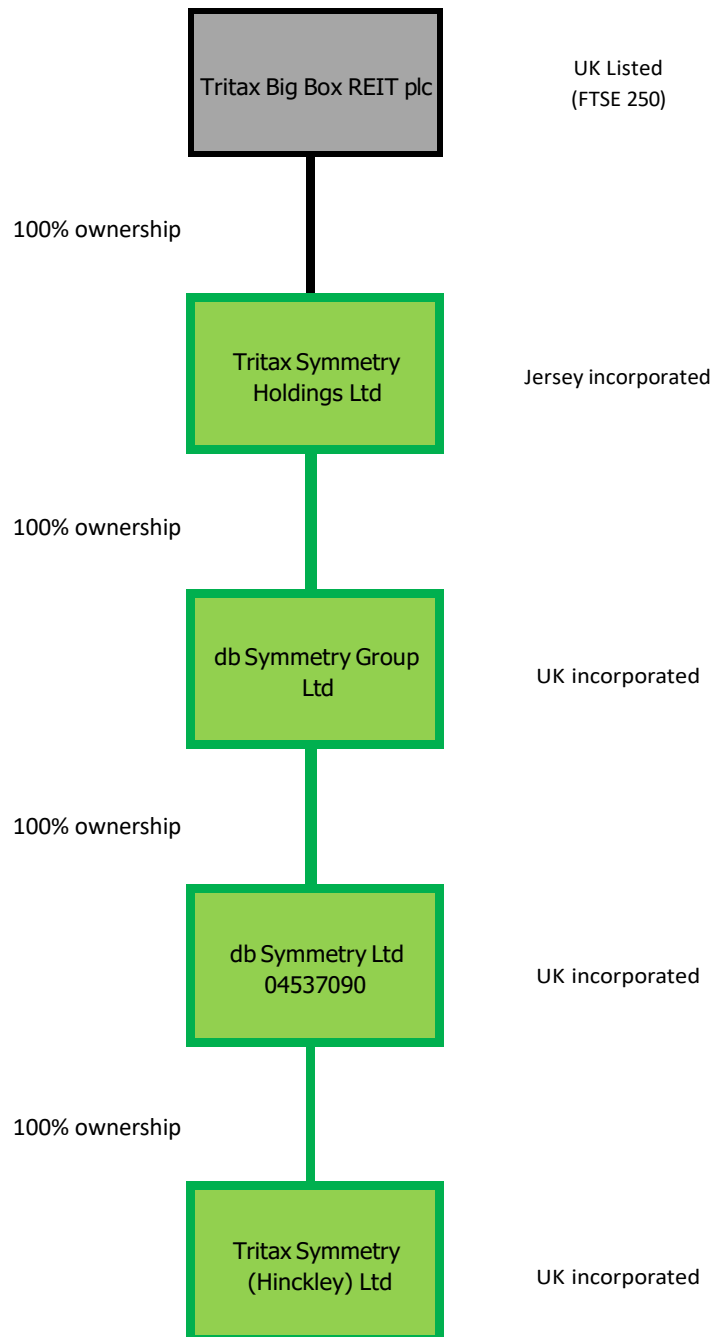 Tritax Big Box REIT plc
UK Listed
(FTSE 250)
100% ownership
Tritax Symmetry
Holdings Ltd
Jersey incorporated
100% ownership
db Symmetry Group
Ltd
UK incorporated
100% ownership
db Symmetry Ltd
04537090
UK incorporated
100% ownership
Tritax Symmetry
(Hinckley) Ltd
UK incorporated